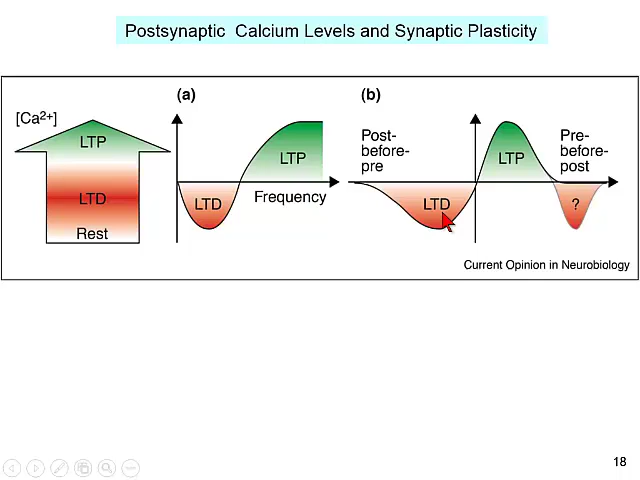 Postsynaptic  Calcium Levels and Synaptic Plasticity
[Ca2+]
LTP
LTD
Rest
(a)
LTP
LTD
Frequency
(b)
Post-
before-
pre
LTP
LTD
Pre-
before-
post
?
Current Opinion in Neurobiology
18